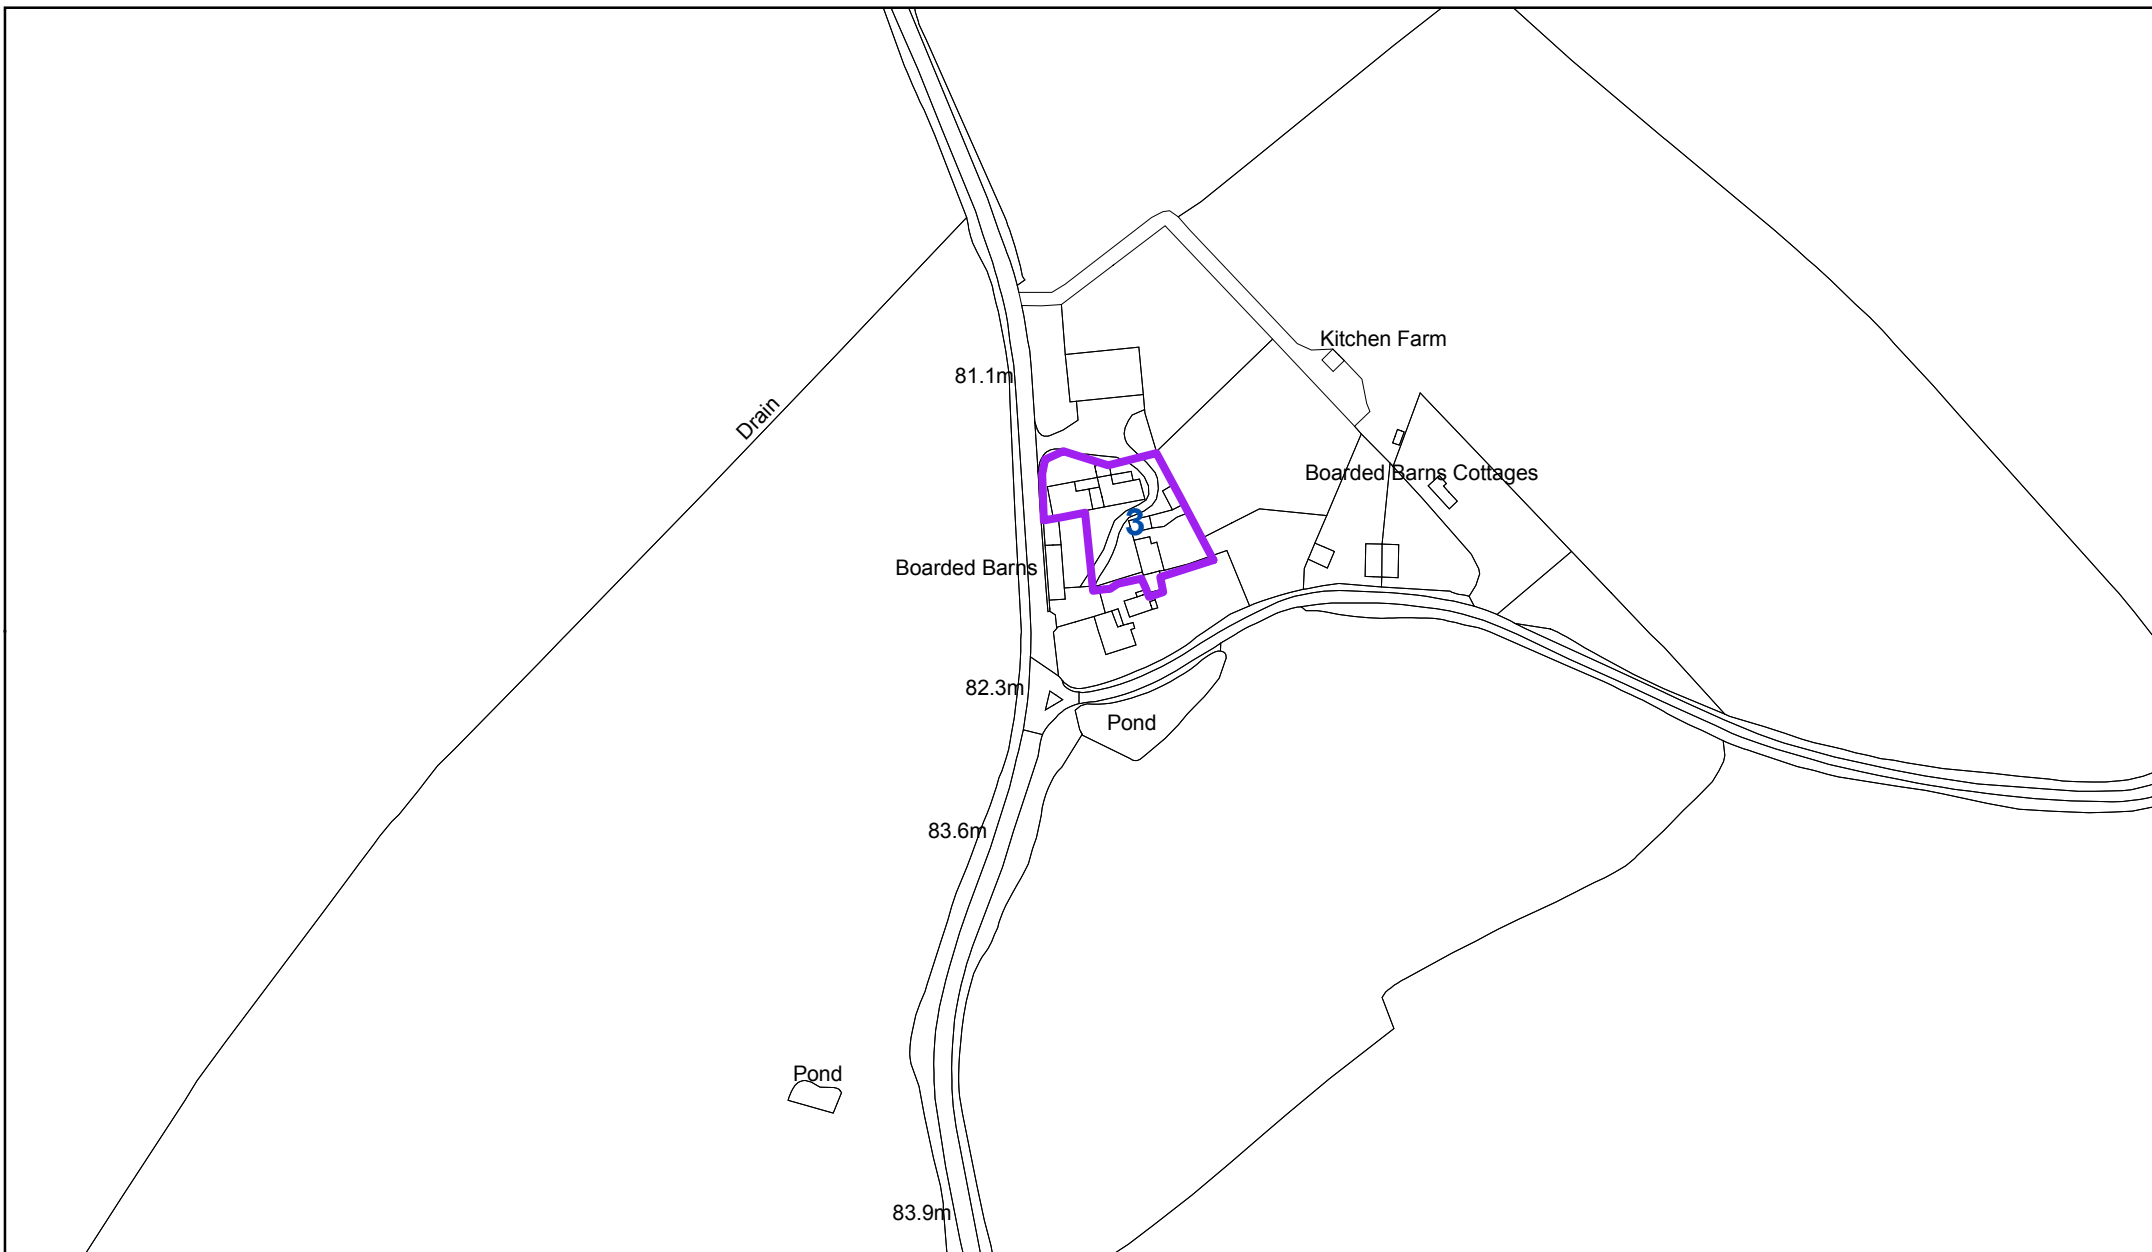 Kitchen Farm
81.1m
Drain
Boarded Barns Cottages
3
Boarded Barns
82.3m
Pond
83.6m
Pond
83.9m